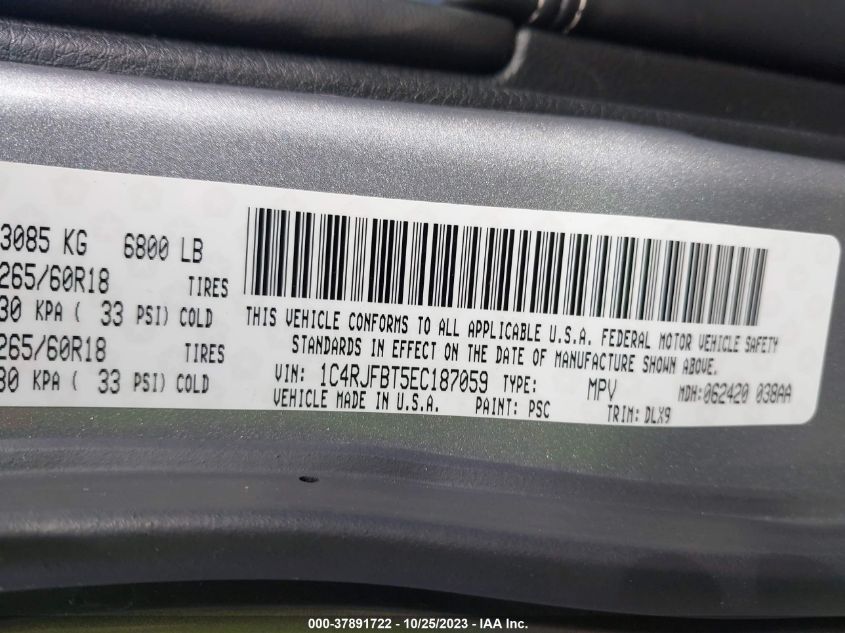 3085 KG 6800 LB
265/60R18 TIRES
30 KPA ( 33 PSI) COLD
265/60R18 TIRES
30 KPA ( 33 PSI) COLD
THIS VEHICLE CONFORMS TO ALL APPLICABLE U.S.A. FEDERAL MOTOR VEHICLE SAFETY
STANDARDS IN EFFECT ON THE DATE OF MANUFACTURE SHOWN ABOVE.
VIN: 1C4RJFBT5EC187059 TYPE: MPV MDH:062420 038AA
VEHICLE MADE IN U.S.A. PAINT: PSC TRIM: DLX9
000-37891722 - 10/25/2023 - IAA Inc.